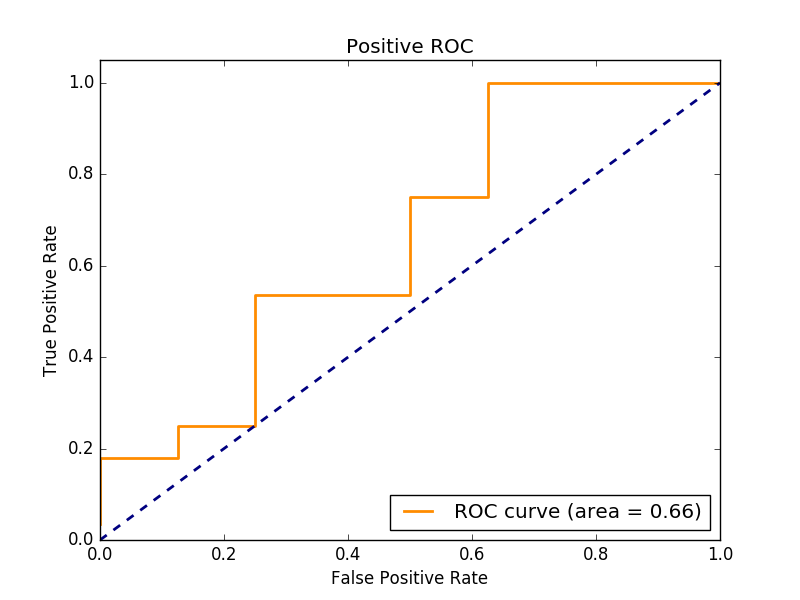 Positive ROC
1.0
0.8
0.6
0.4
0.2
0.0
True Positive Rate
ROC curve (area = 0.66)
0.0 0.2 0.4 0.6 0.8 1.0
False Positive Rate